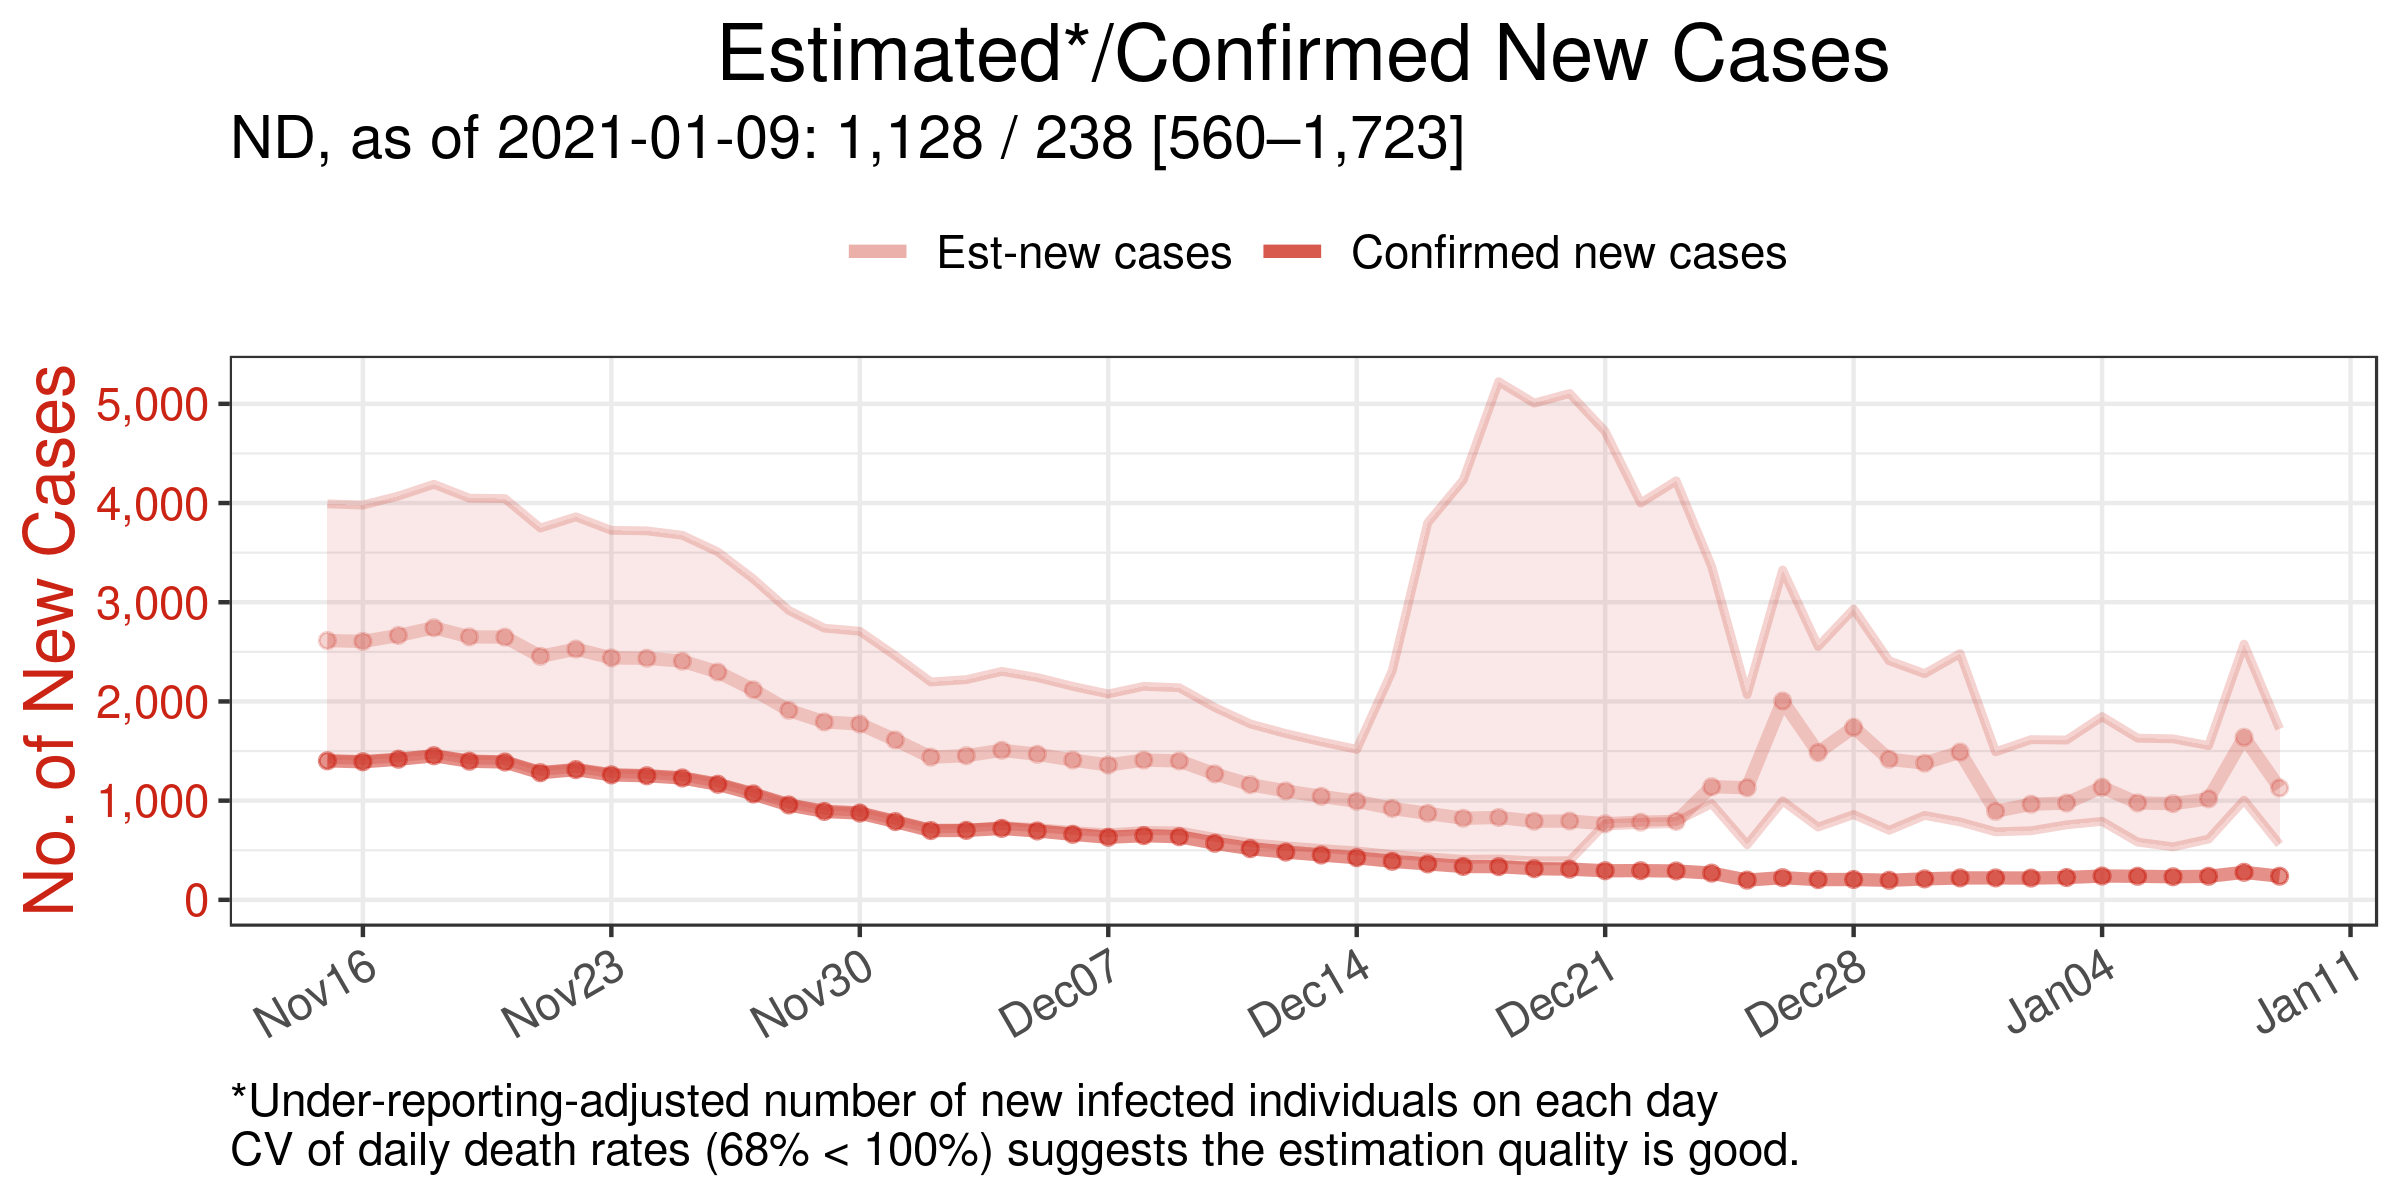 Estimated*/Confirmed New Cases
ND, as of 2021-01-09: 1,128 / 238 [560–1,723]
Est-new cases
Confirmed new cases
No. of New Cases
5,000
4,000
3,000
2,000
1,000
0
Nov16
Nov23
Nov30
Dec07
Dec14
Dec21
Dec28
Jan04
Jan11
*Under-reporting-adjusted number of new infected individuals on each day
CV of daily death rates (68% < 100%) suggests the estimation quality is good.